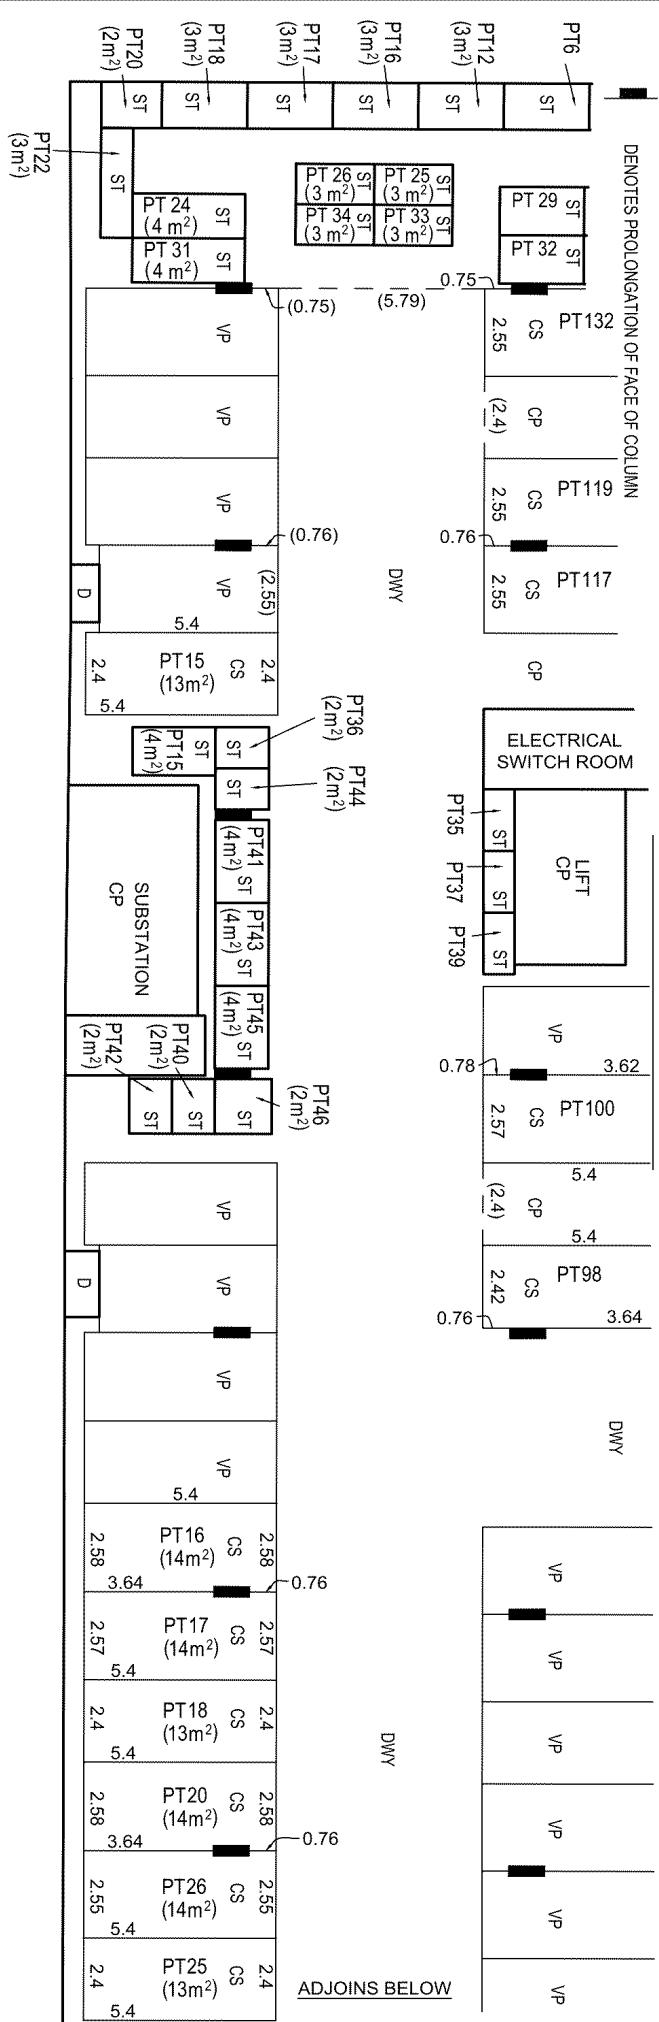 PT20
(2m²)
PT18
(3m²)
PT17
(3m²)
PT16
(3m²)
PT12
(3m²)
PT6
ST
ST
ST
ST
ST
ST
DENOTES PROLONGATION OF FACE OF COLUMN
PT22
(3m²)
ST
PT 24
(4 m²)
ST
PT 31
(4 m²)
ST
PT 26
(3 m²)
ST
PT 25
(3 m²)
ST
PT 34
(3 m²)
ST
PT 33
(3 m²)
ST
PT 29
ST
PT 32
ST
(0.75)
(5.79)
0.75
VP
2.55
CS
PT132
VP
(2.4)
CP
VP
2.55
CS
PT119
(0.76)
0.76
D
VP
(2.55)
5.4
DWY
2.55
CS
PT117
2.4
PT15
(13m²)
CS
2.4
5.4
CP
PT15
(4m²)
ST
ST
PT36
(2m²)
ST
PT44
(2m²)
ELECTRICAL
SWITCH ROOM
PT41
(4m²)
ST
PT43
(4m²)
ST
PT45
(4m²)
ST
SUBSTATION
CP
PT35
ST
PT37
ST
PT39
ST
LIFT
CP
PT42
(2m²)
PT40
(2m²)
ST
ST
ST
PT46
(2m²)
VP
3.62
0.78
2.57
CS
PT100
5.4
(2.4)
CP
5.4
2.42
CS
PT98
3.64
0.76
VP
D
VP
VP
VP
5.4
DWY
2.58
PT16
(14m²)
CS
2.58
3.64
0.76
2.57
PT17
(14m²)
CS
2.57
5.4
2.4
PT18
(13m²)
CS
2.4
5.4
DWY
2.58
PT20
(14m²)
CS
2.58
3.64
0.76
2.55
PT26
(14m²)
CS
2.55
5.4
2.4
PT25
(13m²)
CS
2.4
5.4
VP
VP
VP
VP
VP
VP
ADJOINS BELOW